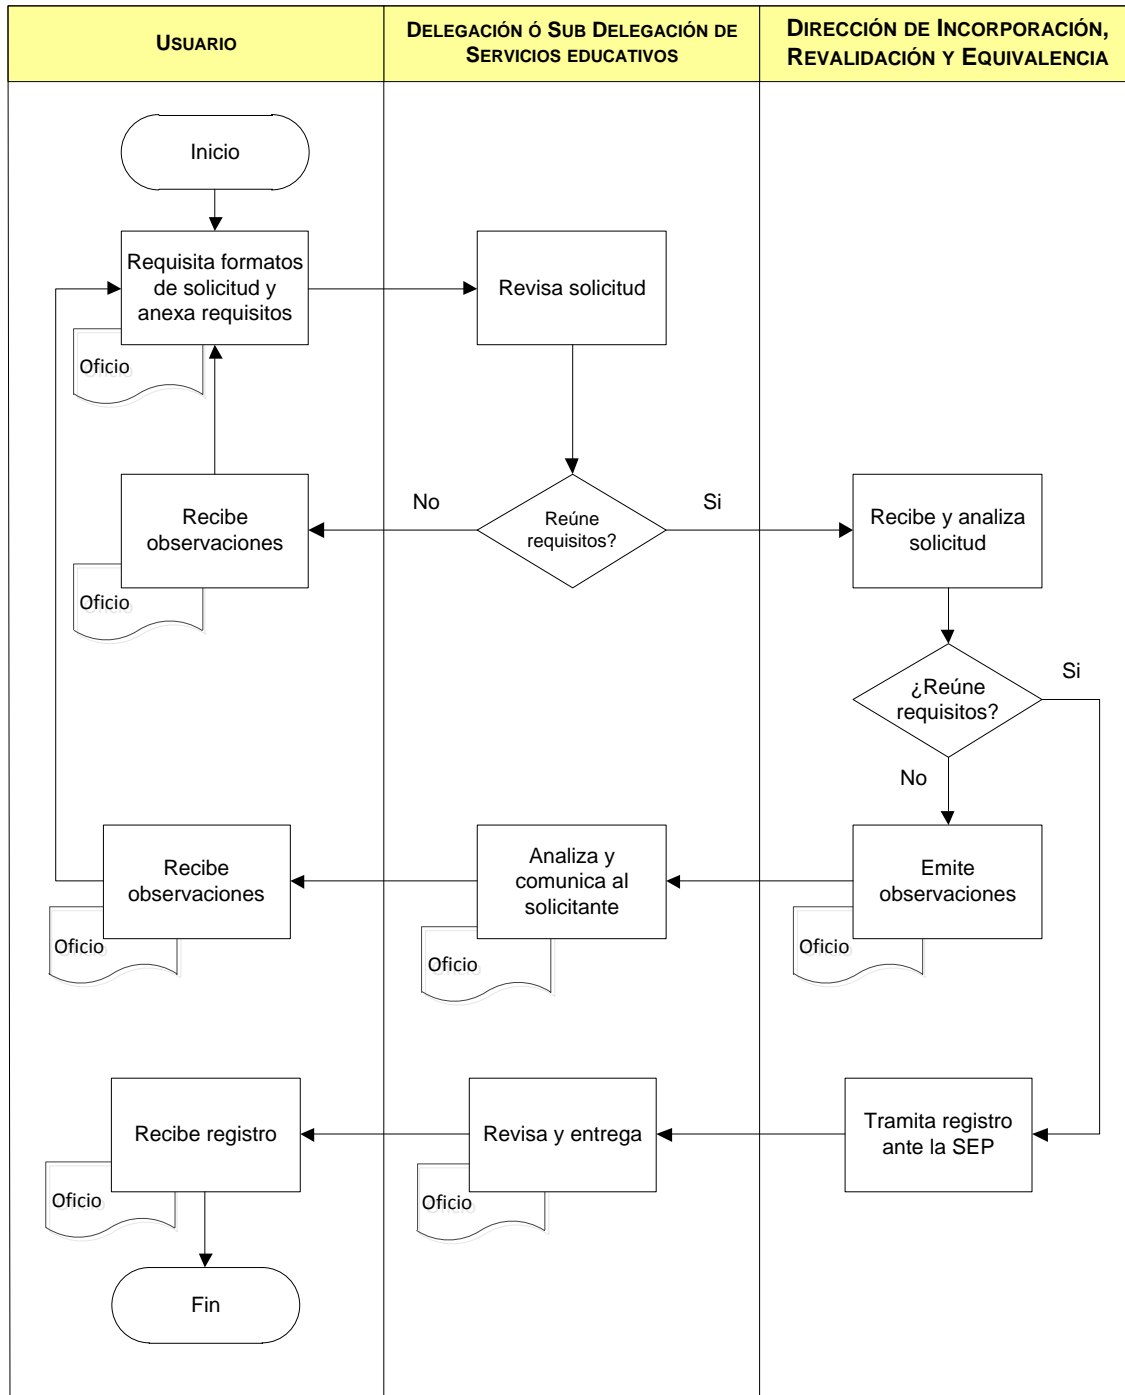 USUARIO
DELEGACIÓN Ó SUB DELEGACIÓN DE
SERVICIOS EDUCATIVOS
DIRECCIÓN DE INCORPORACIÓN,
REVALIDACIÓN Y EQUIVALENCIA
Inicio
Requisita formatos
de solicitud y
anexa requisitos
Oficio
Revisa solicitud
Recibe
observaciones
Oficio
No
Reúne
requisitos?
Si
Recibe y analiza
solicitud
¿Reúne
requisitos?
Si
No
Recibe
observaciones
Oficio
Analiza y
comunica al
solicitante
Oficio
Emite
observaciones
Oficio
Recibe registro
Oficio
Revisa y entrega
Oficio
Tramita registro
ante la SEP
Fin